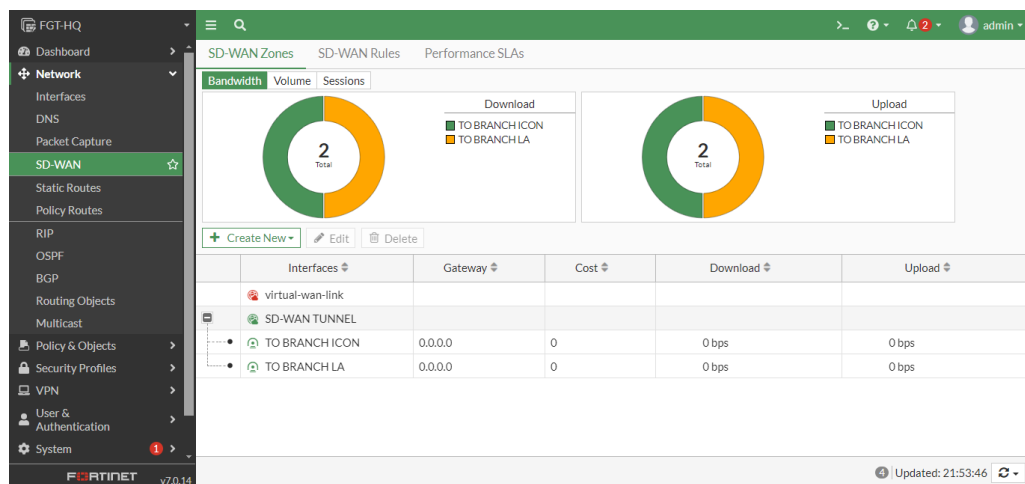 FGT-HQ
>_ ? 2 admin
Dashboard
Network
Interfaces
DNS
Packet Capture
SD-WAN
Static Routes
Policy Routes
RIP
OSPF
BGP
Routing Objects
Multicast
Policy & Objects
Security Profiles
VPN
User &
Authentication
System 1
FORTINET v7.0.14
SD-WAN Zones SD-WAN Rules Performance SLAs
Bandwidth Volume Sessions
2
Total
Download
TO BRANCH ICON
TO BRANCH LA
2
Total
Upload
TO BRANCH ICON
TO BRANCH LA
+ Create New Edit Delete
Interfaces Gateway Cost Download Upload
virtual-wan-link
SD-WAN TUNNEL
TO BRANCH ICON 0.0.0.0 0 0 bps 0 bps
TO BRANCH LA 0.0.0.0 0 0 bps 0 bps
4 Updated: 21:53:46